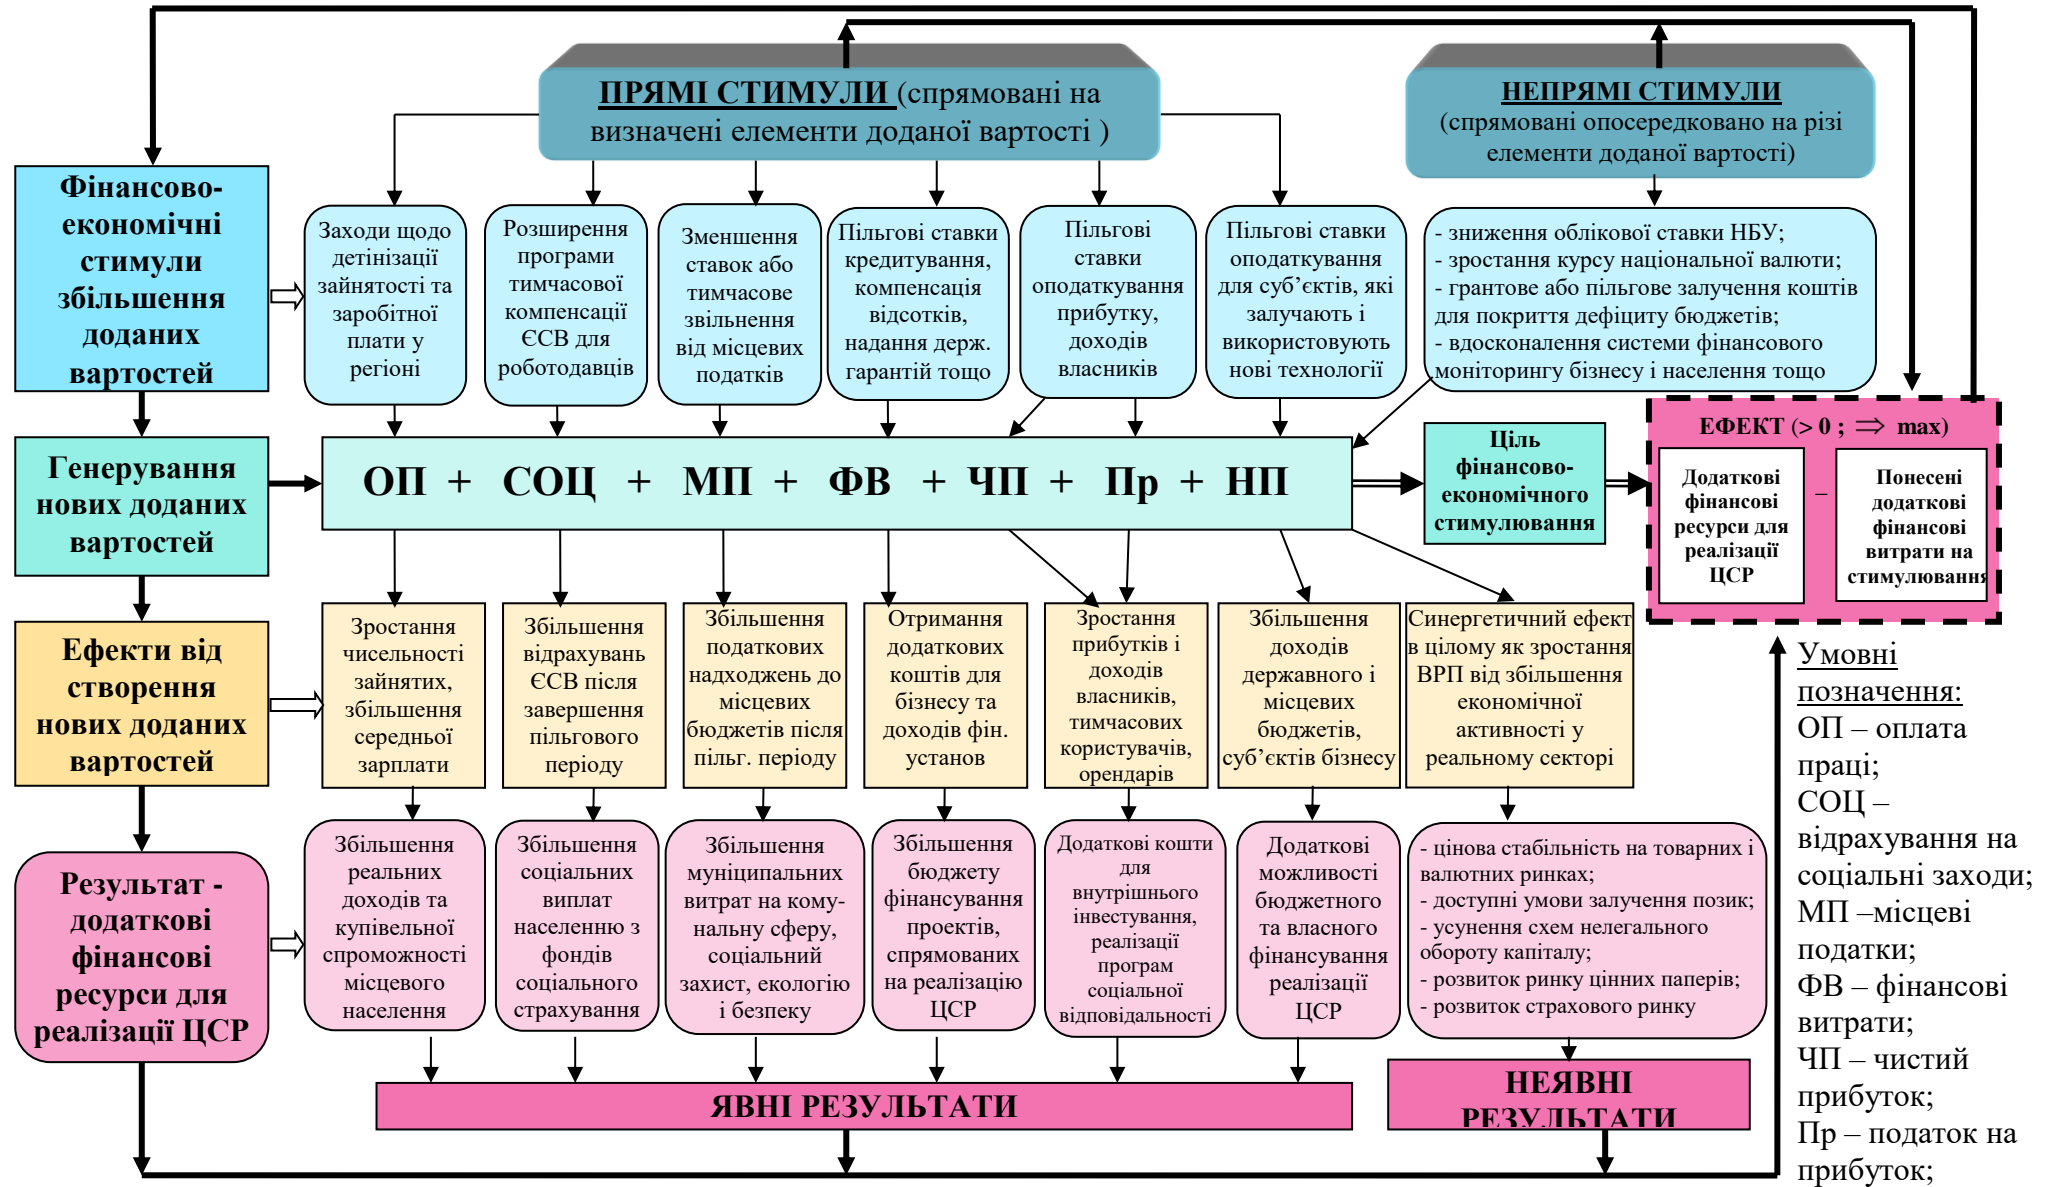 ПРЯМІ СТИМУЛИ (спрямовані на
визначені елементи доданої вартості )
НЕПРЯМІ СТИМУЛИ
(спрямовані опосередковано на різі
елементи доданої вартості)
Фінансово-
економічні
стимули
збільшення
доданих
вартостей
Заходи щодо
детінізації
зайнятості та
заробітної
плати у
регіоні
Розширення
програми
тимчасової
компенсації
ЄСВ для
роботодавців
Зменшення
ставок або
тимчасове
звільнення
від місцевих
податків
Пільгові ставки
кредитування,
компенсація
відсотків,
надання держ.
гарантій тощо
Пільгові
ставки
оподаткування
прибутку,
доходів
власників
Пільгові ставки
оподаткування
для суб’єктів, які
залучають і
використовують
нові технології
- зниження облікової ставки НБУ;
- зростання курсу національної валюти;
- грантове або пільгове залучення коштів
для покриття дефіциту бюджетів;
- вдосконалення системи фінансового
моніторингу бізнесу і населення тощо
Генерування
нових доданих
вартостей
ОП + СОЦ + МП + ФВ + ЧП + Пр + НП
Ціль
фінансово-
економічного
стимулювання
ЕФЕКТ (> 0 ; ⇒ max)
Додаткові
фінансові
ресурси для
реалізації
ЦСР
–
Понесені
додаткові
фінансові
витрати на
стимулювання
Ефекти від
створення
нових доданих
вартостей
Зростання
чисельності
зайнятих,
збільшення
середньої
зарплати
Збільшення
відрахувань
ЄСВ після
завершення
пільгового
періоду
Збільшення
податкових
надходжень до
місцевих
бюджетів після
пільг. періоду
Отримання
додаткових
коштів для
бізнесу та
доходів фін.
установ
Зростання
прибутків і
доходів
власників,
тимчасових
користувачів,
орендарів
Збільшення
доходів
державного і
місцевих
бюджетів,
суб’єктів бізнесу
Синергетичний ефект
в цілому як зростання
ВРП від збільшення
економічної
активності у
реальному секторі
Результат -
додаткові
фінансові
ресурси для
реалізації ЦСР
Збільшення
реальних
доходів та
купівельної
спроможності
місцевого
населення
Збільшення
соціальних
виплат
населенню з
фондів
соціального
страхування
Збільшення
муніципальних
витрат на кому-
нальну сферу,
соціальний
захист, екологію
і безпеку
Збільшення
бюджету
фінансування
проектів,
спрямованих
на реалізацію
ЦСР
Додаткові кошти
для
внутрішнього
інвестування,
реалізації
програм
соціальної
відповідальності
Додаткові
можливості
бюджетного
та власного
фінансування
реалізації
ЦСР
- цінова стабільність на товарних і
валютних ринках;
- доступні умови залучення позик;
- усунення схем нелегального
обороту капіталу;
- розвиток ринку цінних паперів;
- розвиток страхового ринку
ЯВНІ РЕЗУЛЬТАТИ
НЕЯВНІ
РЕЗУЛЬТАТИ
Умовні
позначення:
ОП – оплата
праці;
СОЦ –
відрахування на
соціальні заходи;
МП –місцеві
податки;
ФВ – фінансові
витрати;
ЧП – чистий
прибуток;
Пр – податок на
прибуток;